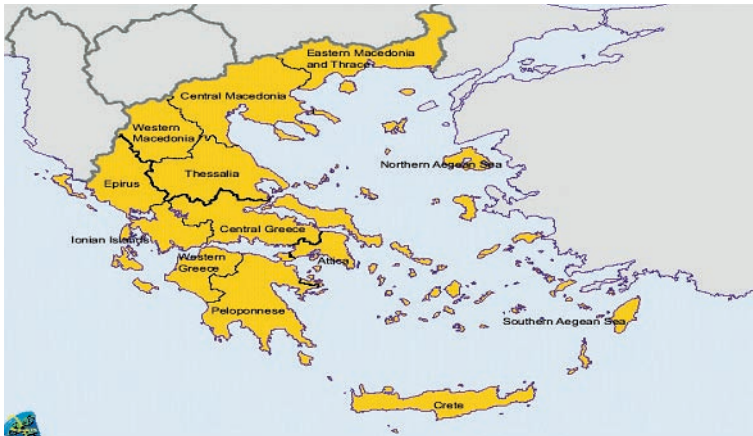 Eastern Macedonia
and Thrace
Central Macedonia
Western
Macedonia
Northern Aegean Sea
Thessalia
Epirus
Central Greece
Ionian Islands
Western
Greece
Attica
Peloponnese
Southern Aegean Sea
Crete